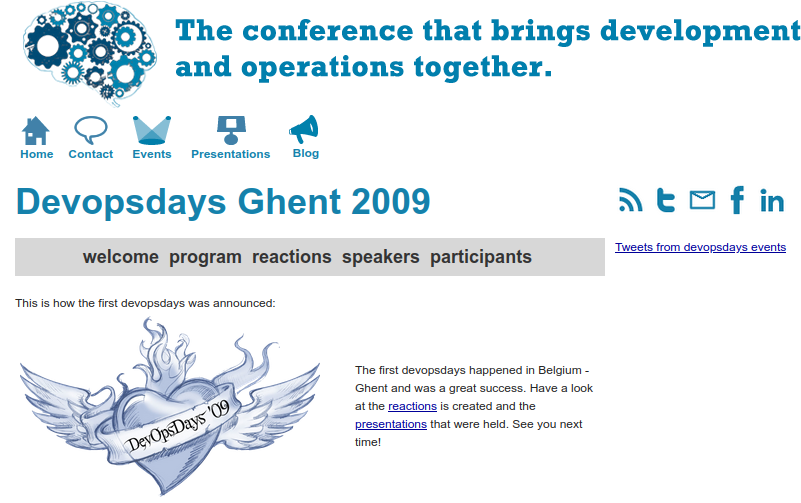 The conference that brings development
and operations together.
Home Contact Events Presentations Blog
Devopsdays Ghent 2009
welcome program reactions speakers participants
Tweets from devopsdays events
This is how the first devopsdays was announced:
DevOpsDays '09
The first devopsdays happened in Belgium -
Ghent and was a great success. Have a look
at the reactions is created and the
presentations that were held. See you next
time!